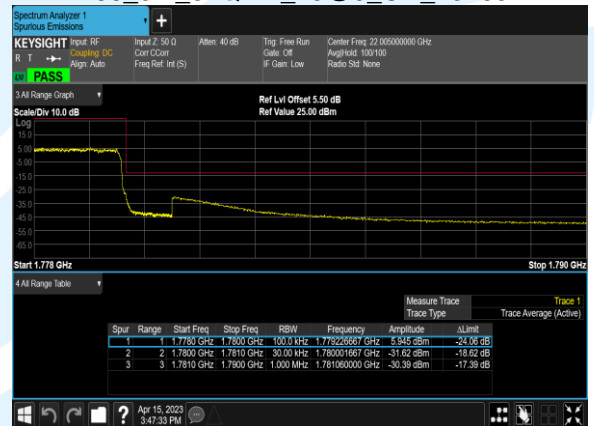 Spectrum Analyzer 1
Spurious Emissions
KEYSIGHT Input: RF Input Z: 50 Ω Atten: 40 dB Trig: Free Run Center Freq: 22.005000000 GHz
R T Coupling: DC Corr CCorr Gate: Off Avg|Hold: 100/100
Align: Auto Freq Ref: Int (S) IF Gain: Low Radio Std: None
LV PASS
3 All Range Graph
Ref Lvl Offset 5.50 dB
Scale/Div 10.0 dB Ref Value 25.00 dBm
Log
15.0
5.00
-5.00
-15.0
-25.0
-35.0
-45.0
-55.0
-65.0
Start 1.778 GHz Stop 1.790 GHz
4 All Range Table
Measure Trace Trace 1
Trace Type Trace Average (Active)
Spur Range Start Freq Stop Freq RBW Frequency Amplitude ΔLimit
1 1 1.7780 GHz 1.7800 GHz 100.0 kHz 1.779226667 GHz 5.945 dBm -24.06 dB
2 2 1.7800 GHz 1.7810 GHz 30.00 kHz 1.780001667 GHz -31.62 dBm -18.62 dB
3 3 1.7810 GHz 1.7900 GHz 1.000 MHz 1.781060000 GHz -30.39 dBm -17.39 dB
? Apr 15, 2023
3:47:33 PM